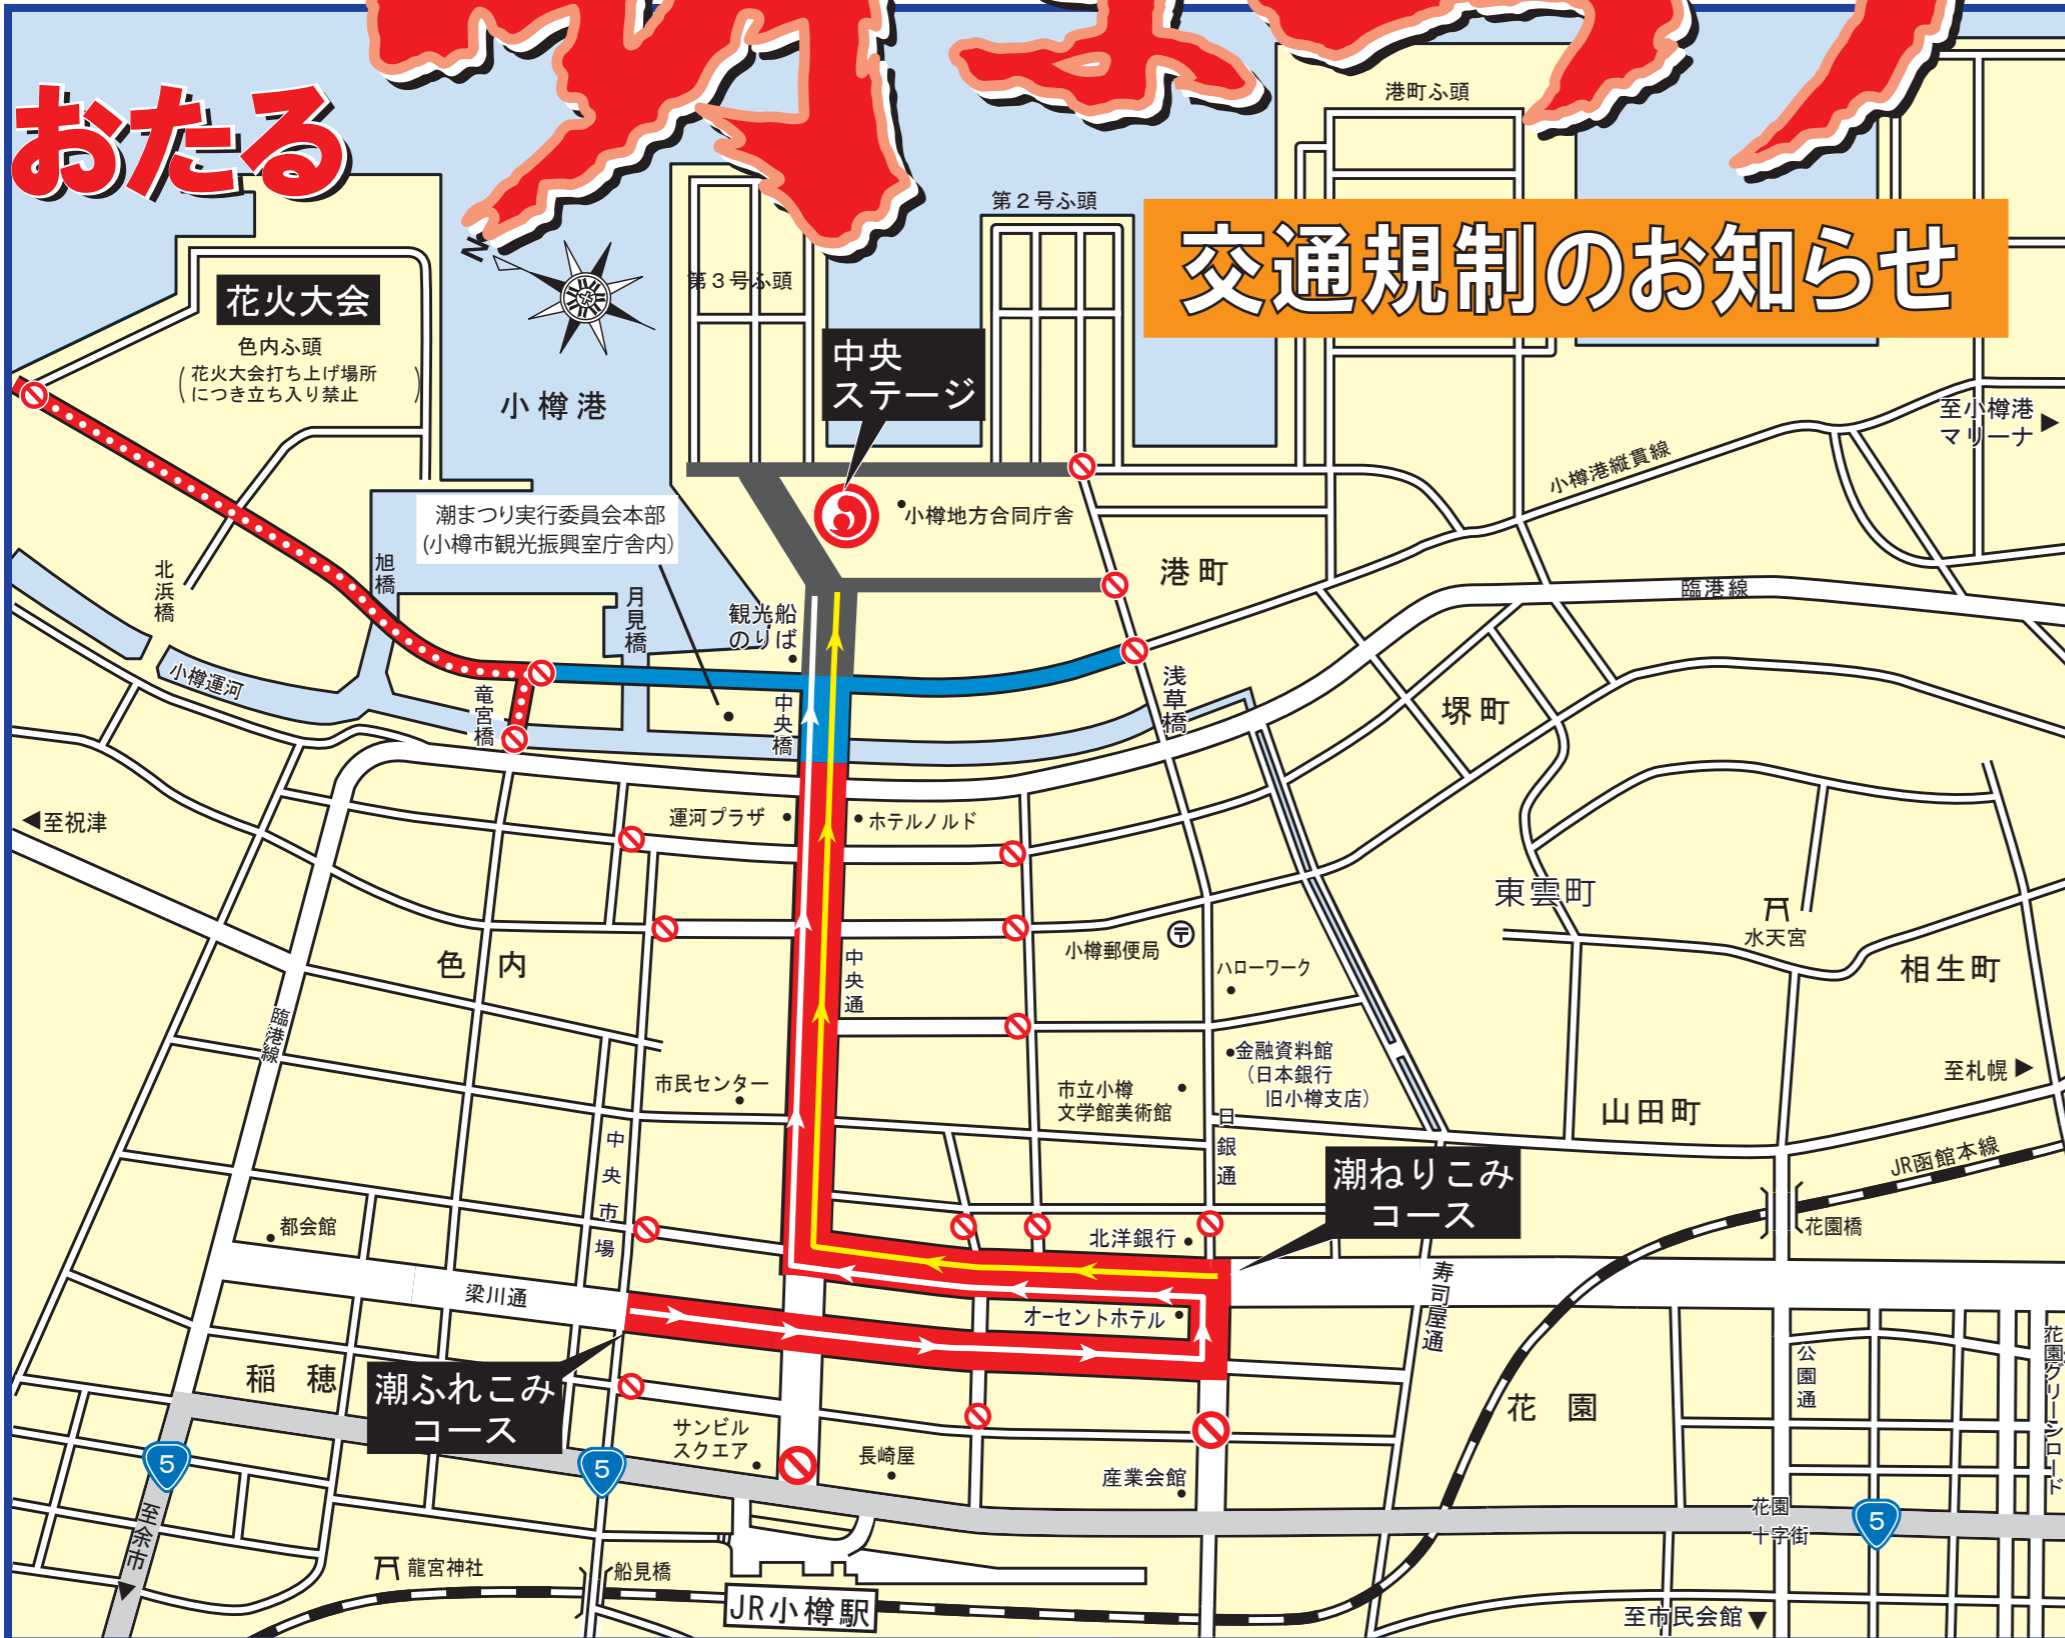 おたる
潮まつり
交通規制のお知らせ
港町ふ頭
第2号ふ頭
第3号ふ頭
N
花火大会
色内ふ頭
(花火大会打ち上げ場所
につき立ち入り禁止)
小樽港
中央
ステージ
至小樽港
マリーナ
小樽港縦貫線
潮まつり実行委員会本部
(小樽市観光振興室庁舎内)
小樽地方合同庁舎
港町
臨港線
北浜橋
旭橋
月見橋
観光船
のりば
小樽運河
竜宮橋
中央橋
浅草橋
堺町
至祝津
運河プラザ
ホテルノルド
東雲町
水天宮
相生町
色内
中央通
小樽郵便局
ハローワーク
臨港線
金融資料館
(日本銀行
旧小樽支店)
市民センター
市立小樽
文学館美術館
日銀通
至札幌
山田町
JR函館本線
中央市場
潮ねりこみ
コース
都会館
北洋銀行
花園橋
梁川通
オーセントホテル
寿司屋通
稲穂
潮ふれこみ
コース
花園
公園通
花園グリーンロード
サンビル
スクエア
長崎屋
産業会館
5
5
5
花園
十字街
至余市
龍宮神社
船見橋
JR小樽駅
至市民会館